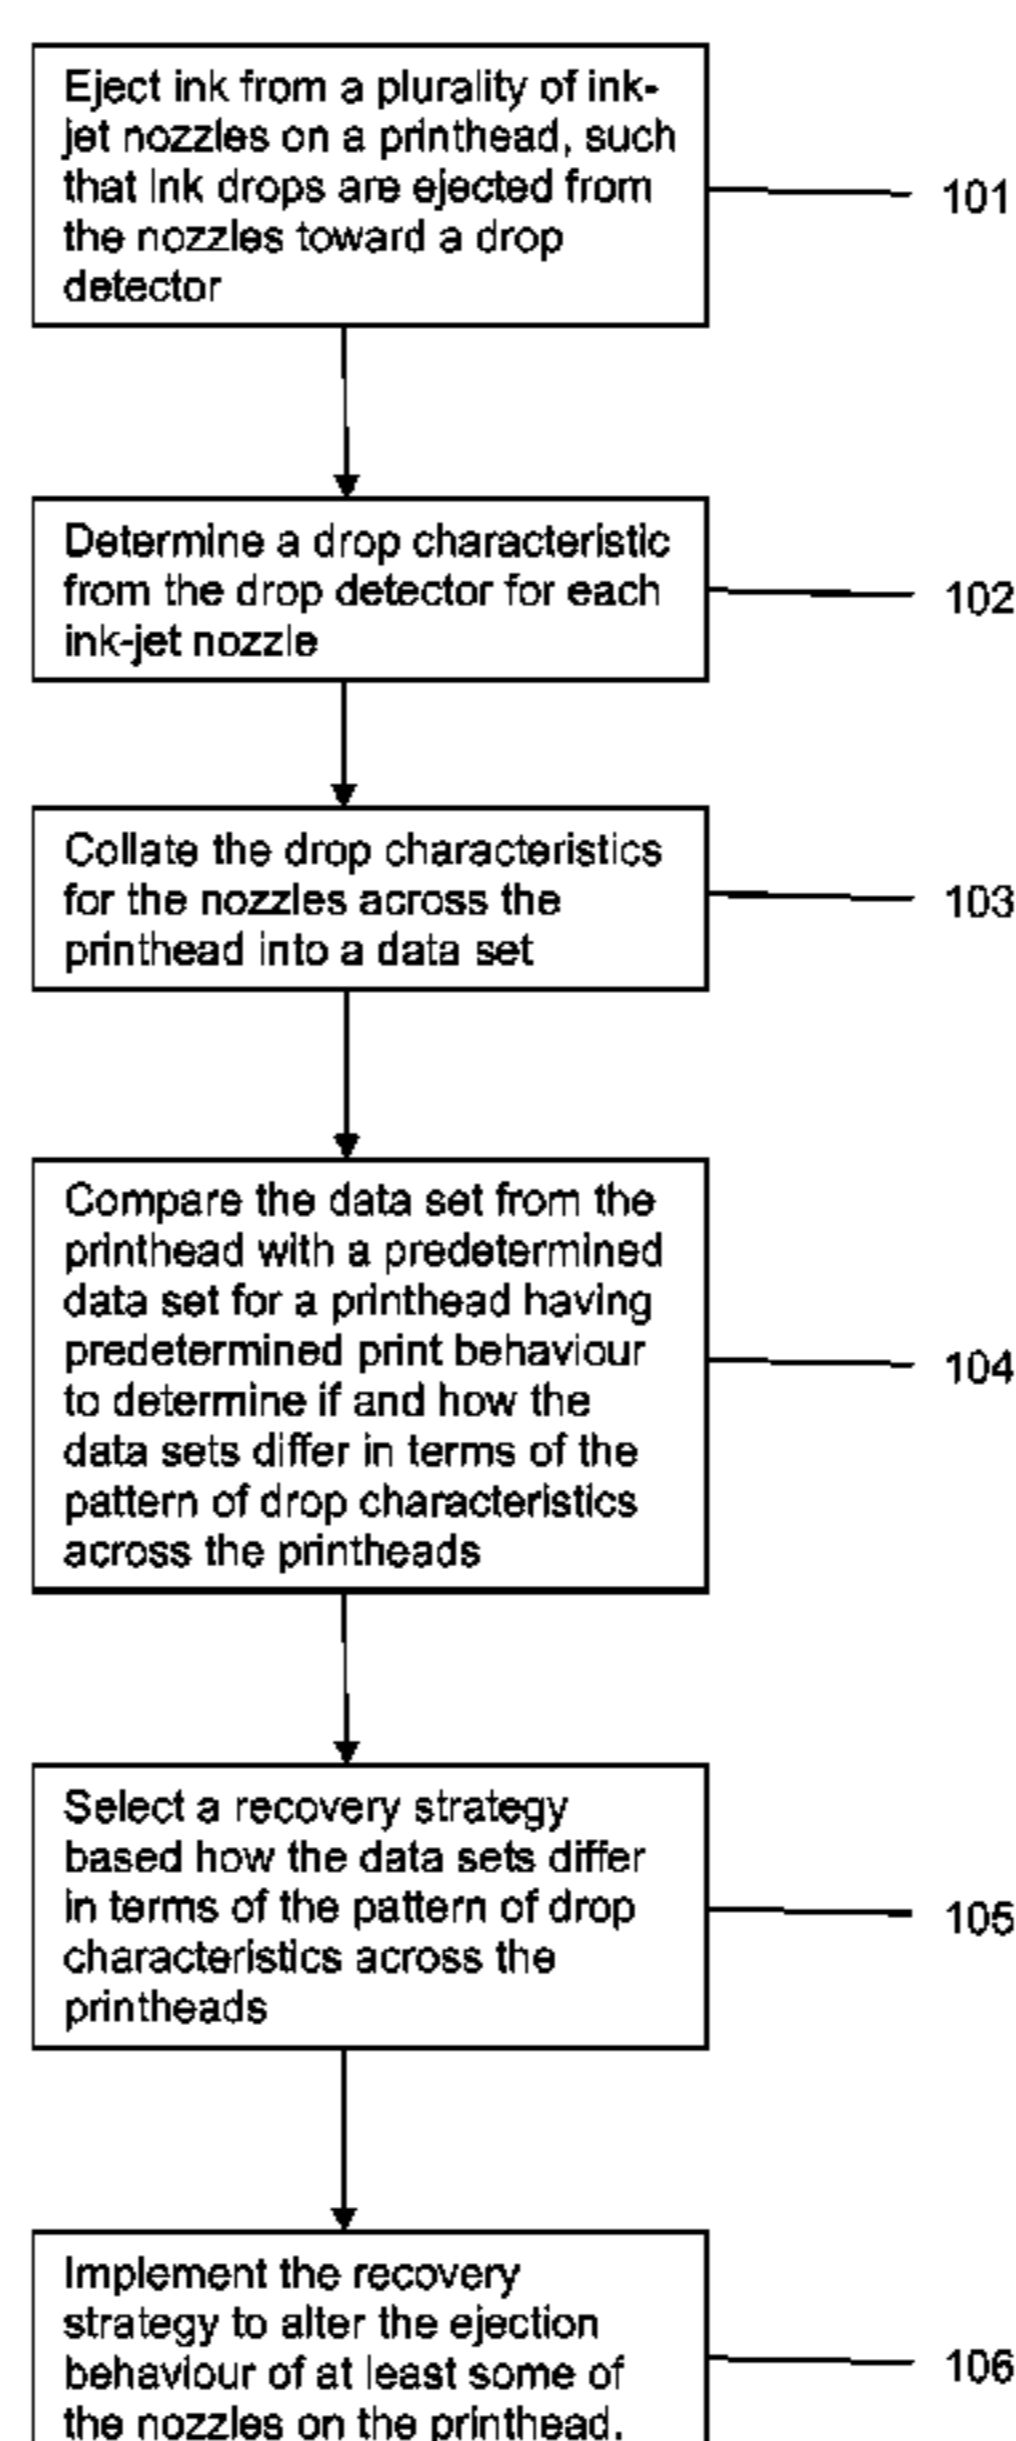 Eject ink from a plurality of ink-
jet nozzles on a printhead, such
that ink drops are ejected from
the nozzles toward a drop
detector
101
Determine a drop characteristic
from the drop detector for each
ink-jet nozzle
102
Collate the drop characteristics
for the nozzles across the
printhead into a data set
103
Compare the data set from the
printhead with a predetermined
data set for a printhead having
predetermined print behaviour
to determine if and how the
data sets differ in terms of the
pattern of drop characteristics
across the printheads
104
Select a recovery strategy
based how the data sets differ
in terms of the pattern of drop
characteristics across the
printheads
105
Implement the recovery
strategy to alter the ejection
behaviour of at least some of
the nozzles on the printhead.
106